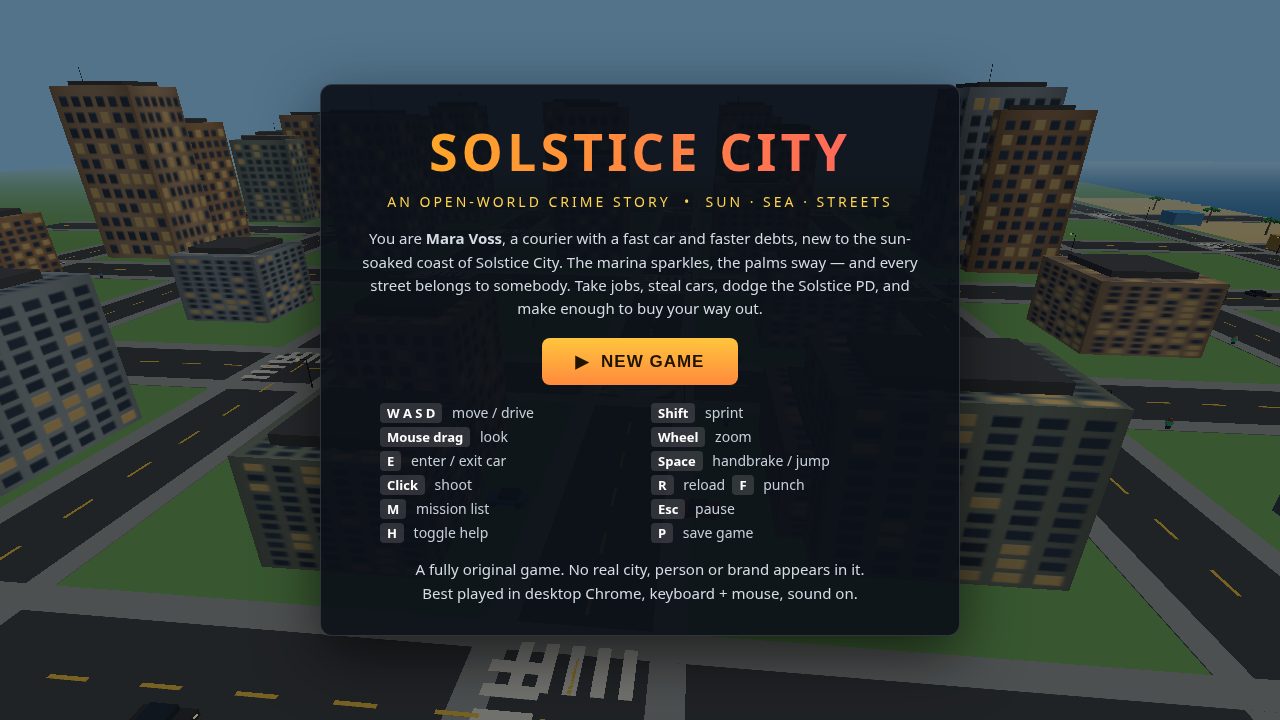 SOLSTICE CITY
AN OPEN-WORLD CRIME STORY • SUN · SEA · STREETS
You are Mara Voss, a courier with a fast car and faster debts, new to the sun-
soaked coast of Solstice City. The marina sparkles, the palms sway — and every
street belongs to somebody. Take jobs, steal cars, dodge the Solstice PD, and
make enough to buy your way out.
▶ NEW GAME
W A S D move / drive
Shift sprint
Mouse drag look
Wheel zoom
E enter / exit car
Space handbrake / jump
Click shoot
R reload F punch
M mission list
Esc pause
H toggle help
P save game
A fully original game. No real city, person or brand appears in it.
Best played in desktop Chrome, keyboard + mouse, sound on.